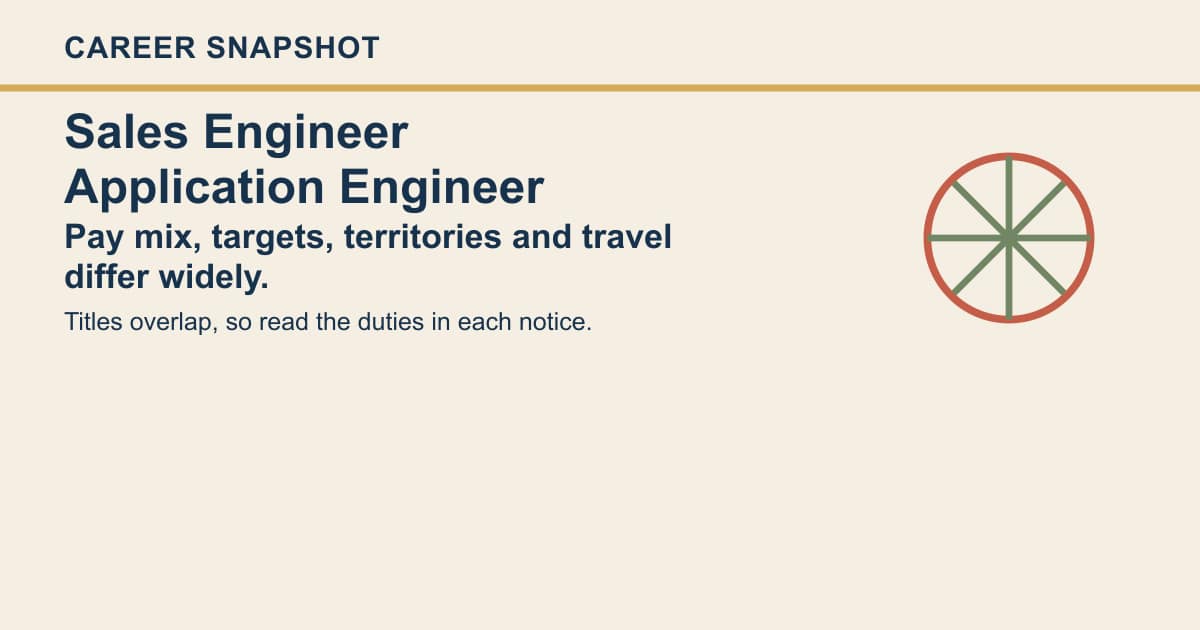 CAREER SNAPSHOT
Sales Engineer
Application Engineer
Pay mix, targets, territories and travel
differ widely.
Titles overlap, so read the duties in each notice.